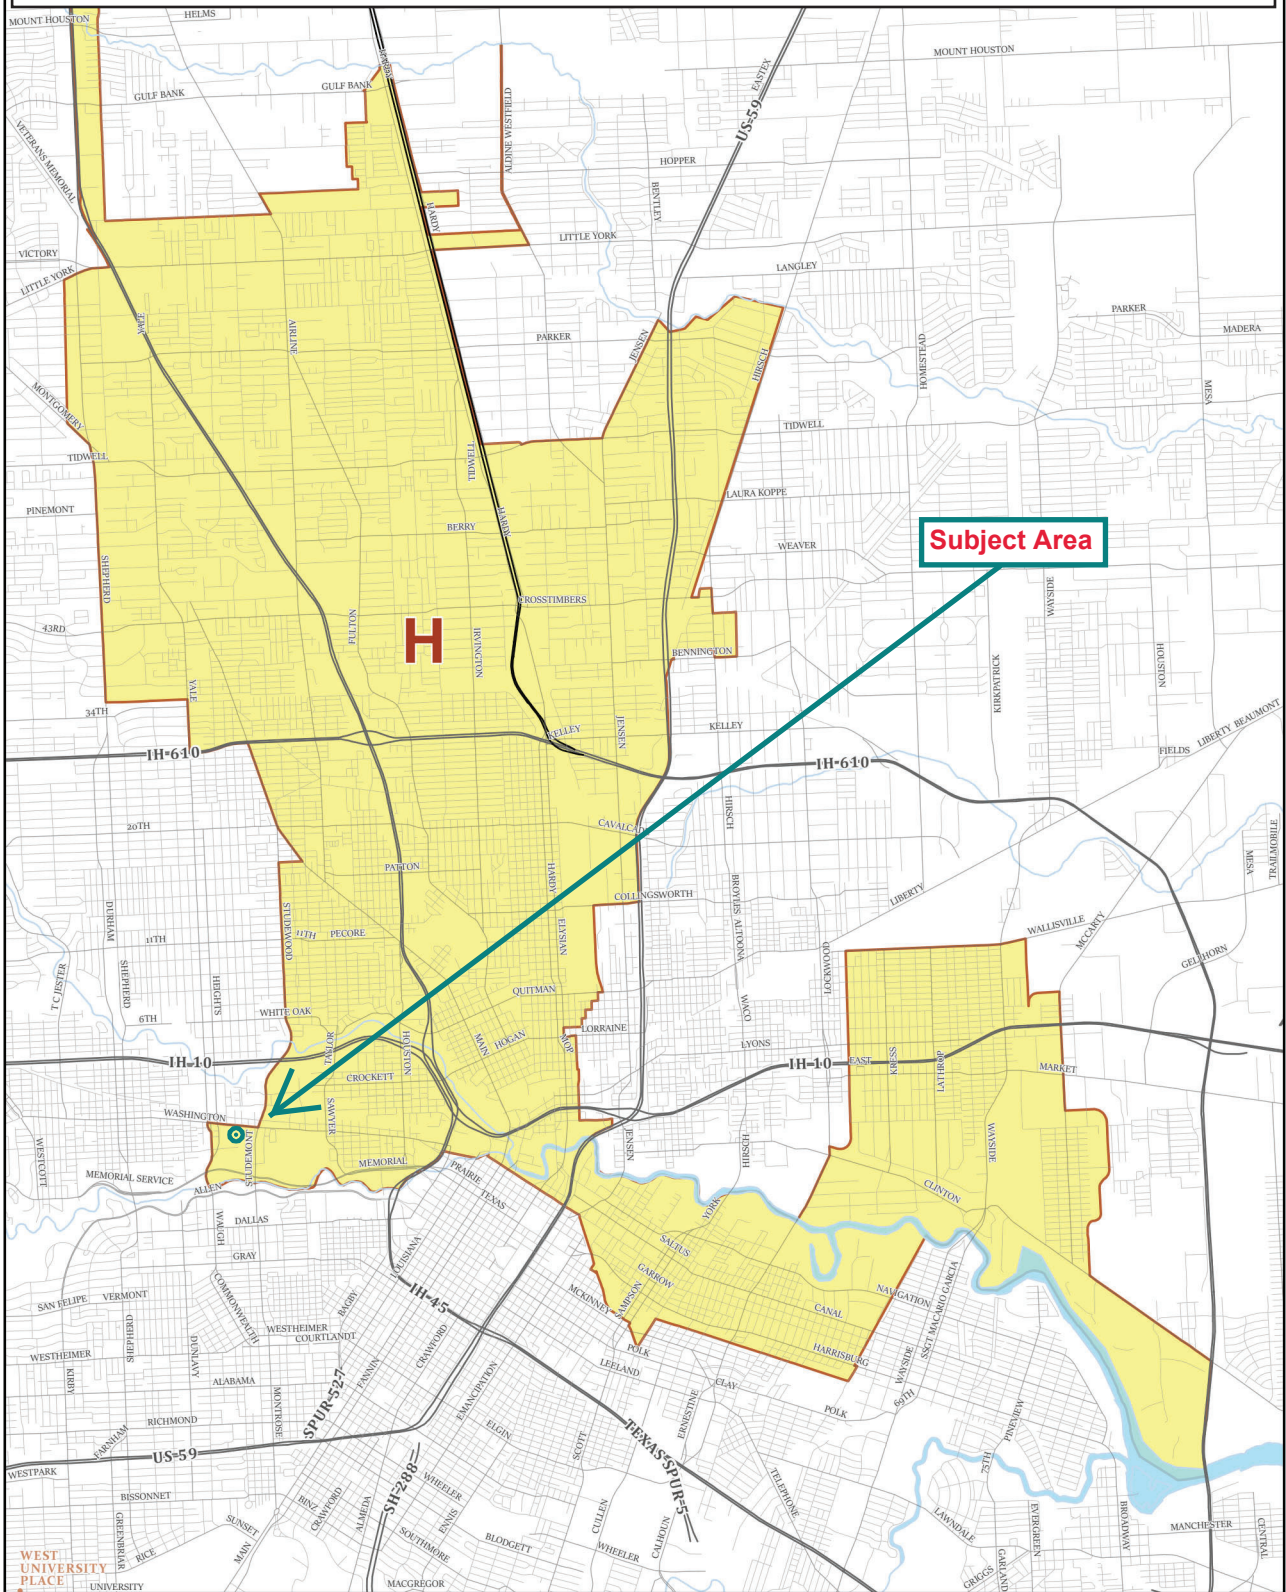 MOUNT HOUSTON
HELMS
HARDY
GULF BANK
GULF BANK
ALDINE WESTFIELD
US-59
EASTEX
MOUNT HOUSTON
VETERANS MEMORIAL
HOPPER
BENTLEY
HARDY
LITTLE YORK
VICTORY
LITTLE YORK
LANGLEY
YALE
AIRLINE
PARKER
JENSEN
HIRSCH
HOMESTEAD
PARKER
MADERA
MESA
MONTGOMERY
TIDWELL
TIDWELL
TIDWELL
PINEMONT
LAURA KOPPE
BERRY
HARDY
WEAVER
Subject Area
SHEPHERD
CROSSTIMBERS
WAYSIDE
43RD
FULTON
H
IRVINGTON
BENNINGTON
KIRKPATRICK
HOUSTON
YALE
34TH
JENSEN
KELLEY
KELLEY
LIBERTY BEAUMONT
FIELDS
IH-610
IH-610
20TH
CAVALCADE
HIRSCH
MESA
TRAILMOBILE
PATTON
HARDY
COLLINGSWORTH
BROYLES
ALTOONA
LIBERTY
DURHAM
STUDEWOOD
11TH
11TH
PECORE
ELYSIAN
WALLISVILLE
MCCARTY
GELLHORN
T C JESTER
SHEPHERD
HEIGHTS
LOCKWOOD
QUITMAN
6TH
WHITE OAK
WACO
TAYLOR
HOUSTON
MAIN
HOGAN
MOP
LORRAINE
LYONS
IH-10
IH-10
EAST
KRESS
LATHROP
MARKET
CROCKETT
WASHINGTON
SAWYER
WESTCOTT
STUDEMONT
JENSEN
HIRSCH
WAYSIDE
MEMORIAL
MEMORIAL SERVICE
ALLEN
PRAIRIE
TEXAS
CLINTON
WAUGH
DALLAS
YORK
GRAY
LOUISIANA
SALTUS
GARROW
COMMONWEALTH
SAN FELIPE
VERMONT
BAGBY
IH-45
MCKINNEY
SAMPSON
CANAL
NAVIGATION
SSGT MACARIO GARCIA
SHEPHERD
WESTHEIMER
COURTLANDT
CRAWFORD
WESTHEIMER
DUNLAVY
POLK
HARRISBURG
WAYSIDE
KIRBY
ALABAMA
FANNIN
LEELAND
CLAY
69TH
SPUR-527
MONTROSE
EMANCIPATION
RICHMOND
ELGIN
ERNESTINE
POLK
PINEVIEW
FARNHAM
US-59
SCOTT
TEXAS SPUR-5
WESTPARK
SH-288
WHEELER
TELEPHONE
75TH
BISSONNET
BINZ
CRAWFORD
ALMEDA
ENNIS
CULLEN
LAWNDALE
EVERGREEN
BROADWAY
MANCHESTER
CENTRAL
GREENBRIAR
SUNSET
RICE
MAIN
SOUTHMORE
BLODGETT
WHEELER
CALHOUN
GRIGGS
GARLAND
WEST
UNIVERSITY
PLACE
UNIVERSITY
MACGREGOR